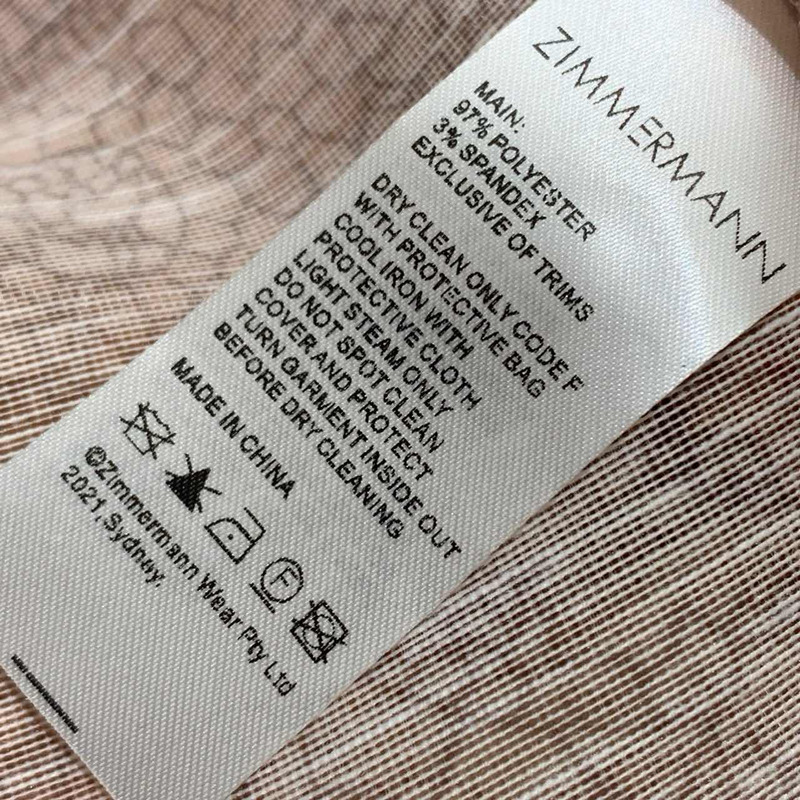 ZIMMERMANN
MAIN:
97% POLYESTER
3% SPANDEX
EXCLUSIVE OF TRIMS
DRY CLEAN ONLY CODE F
WITH PROTECTIVE BAG
COOL IRON WITH
PROTECTIVE CLOTH
LIGHT STEAM ONLY
DO NOT SPOT CLEAN
COVER AND PROTECT
TURN GARMENT INSIDE OUT
BEFORE DRY CLEANING
MADE IN CHINA
F
©Zimmermann Wear Pty Ltd
2021,Sydney.